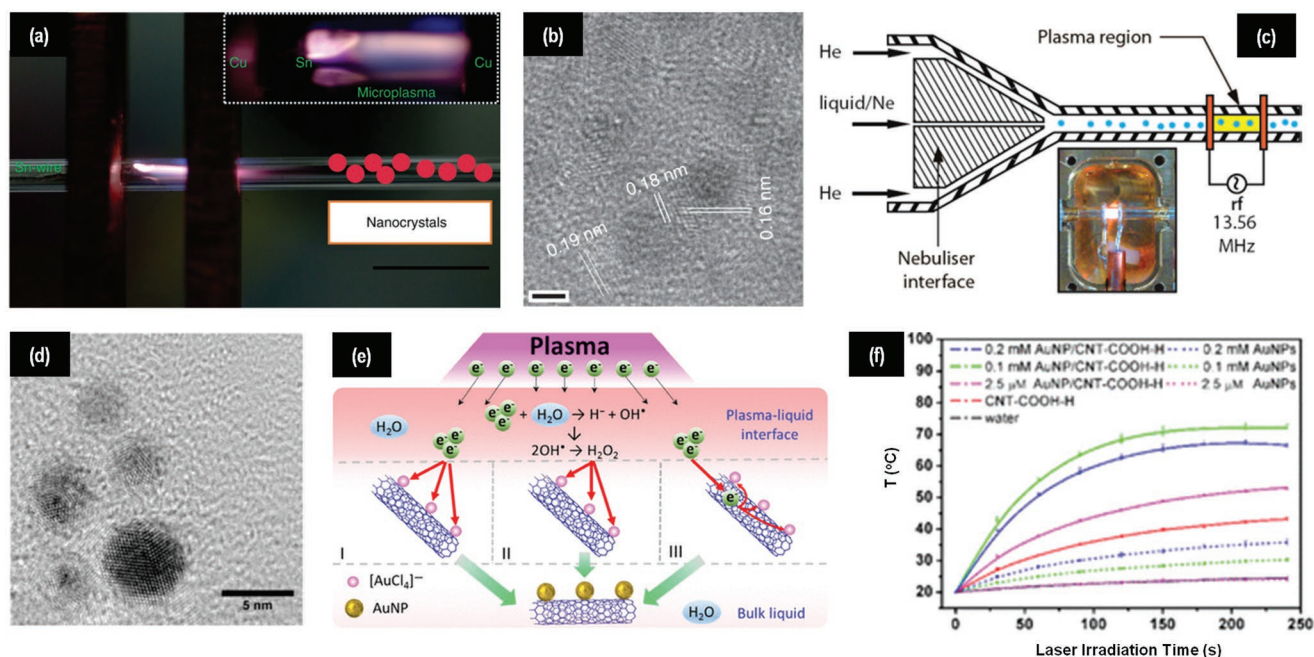 (a)
Cu
Sn
Cu
Microplasma
Sn-wire
Nanocrystals
(b)
0.18 nm
0.16 nm
0.19 nm
(c)
Plasma region
He
liquid/Ne
He
Nebuliser
interface
rf
13.56
MHz
(d)
5 nm
(e)
Plasma
e- e- e- e- e- e- e-
H₂O
e- e- e- + H₂O → H⁻ + OH•
↓
2OH• → H₂O₂
Plasma-liquid
interface
e- e- e-
e- e- e-
e-
I
II
III
[AuCl₄]⁻
AuNP
H₂O
Bulk liquid
(f)
0.2 mM AuNP/CNT-COOH-H
0.2 mM AuNPs
0.1 mM AuNP/CNT-COOH-H
0.1 mM AuNPs
2.5 μM AuNP/CNT-COOH-H
2.5 μM AuNPs
CNT-COOH-H
water
T (°C)
100
90
80
70
60
50
40
30
20
0 50 100 150 200 250
Laser Irradiation Time (s)